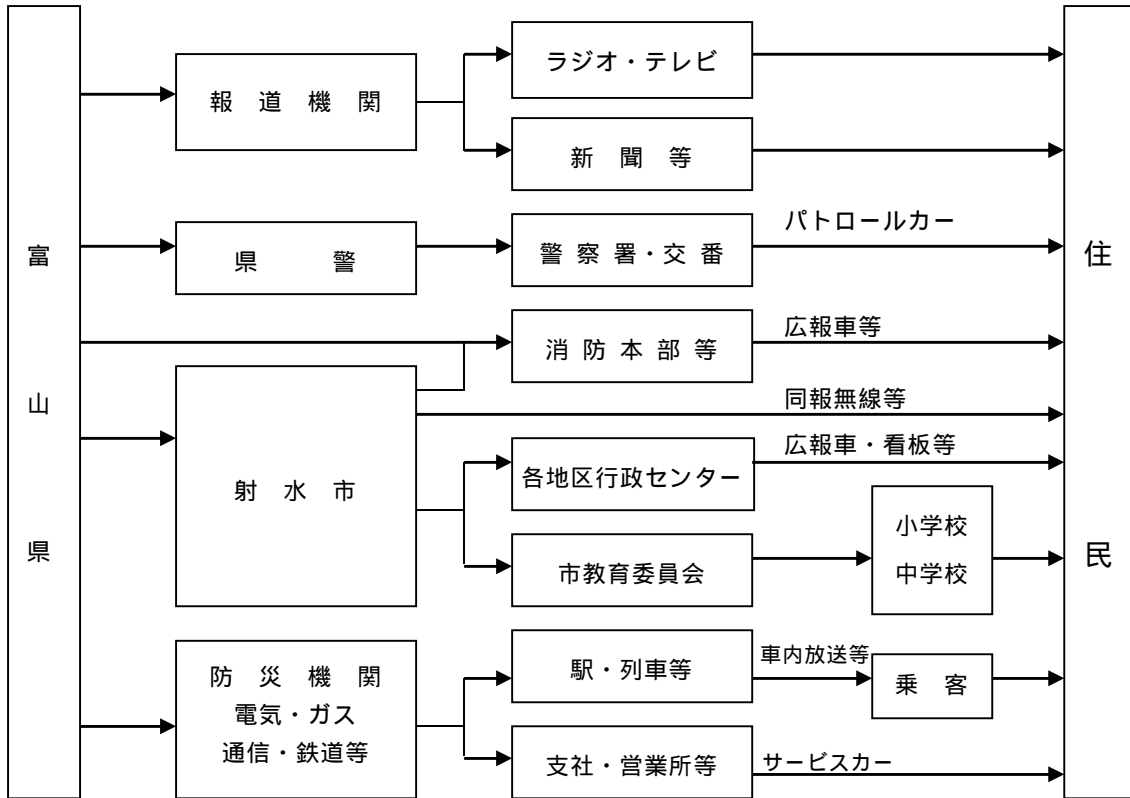 富山県
報道機関
ラジオ・テレビ
新聞等
県警
警察署・交番
パトロールカー
消防本部等
広報車等
射水市
同報無線等
各地区行政センター
広報車・看板等
市教育委員会
小学校
中学校
防災機関
電気・ガス
通信・鉄道等
駅・列車等
車内放送等
乗客
支社・営業所等
サービスカー
住民